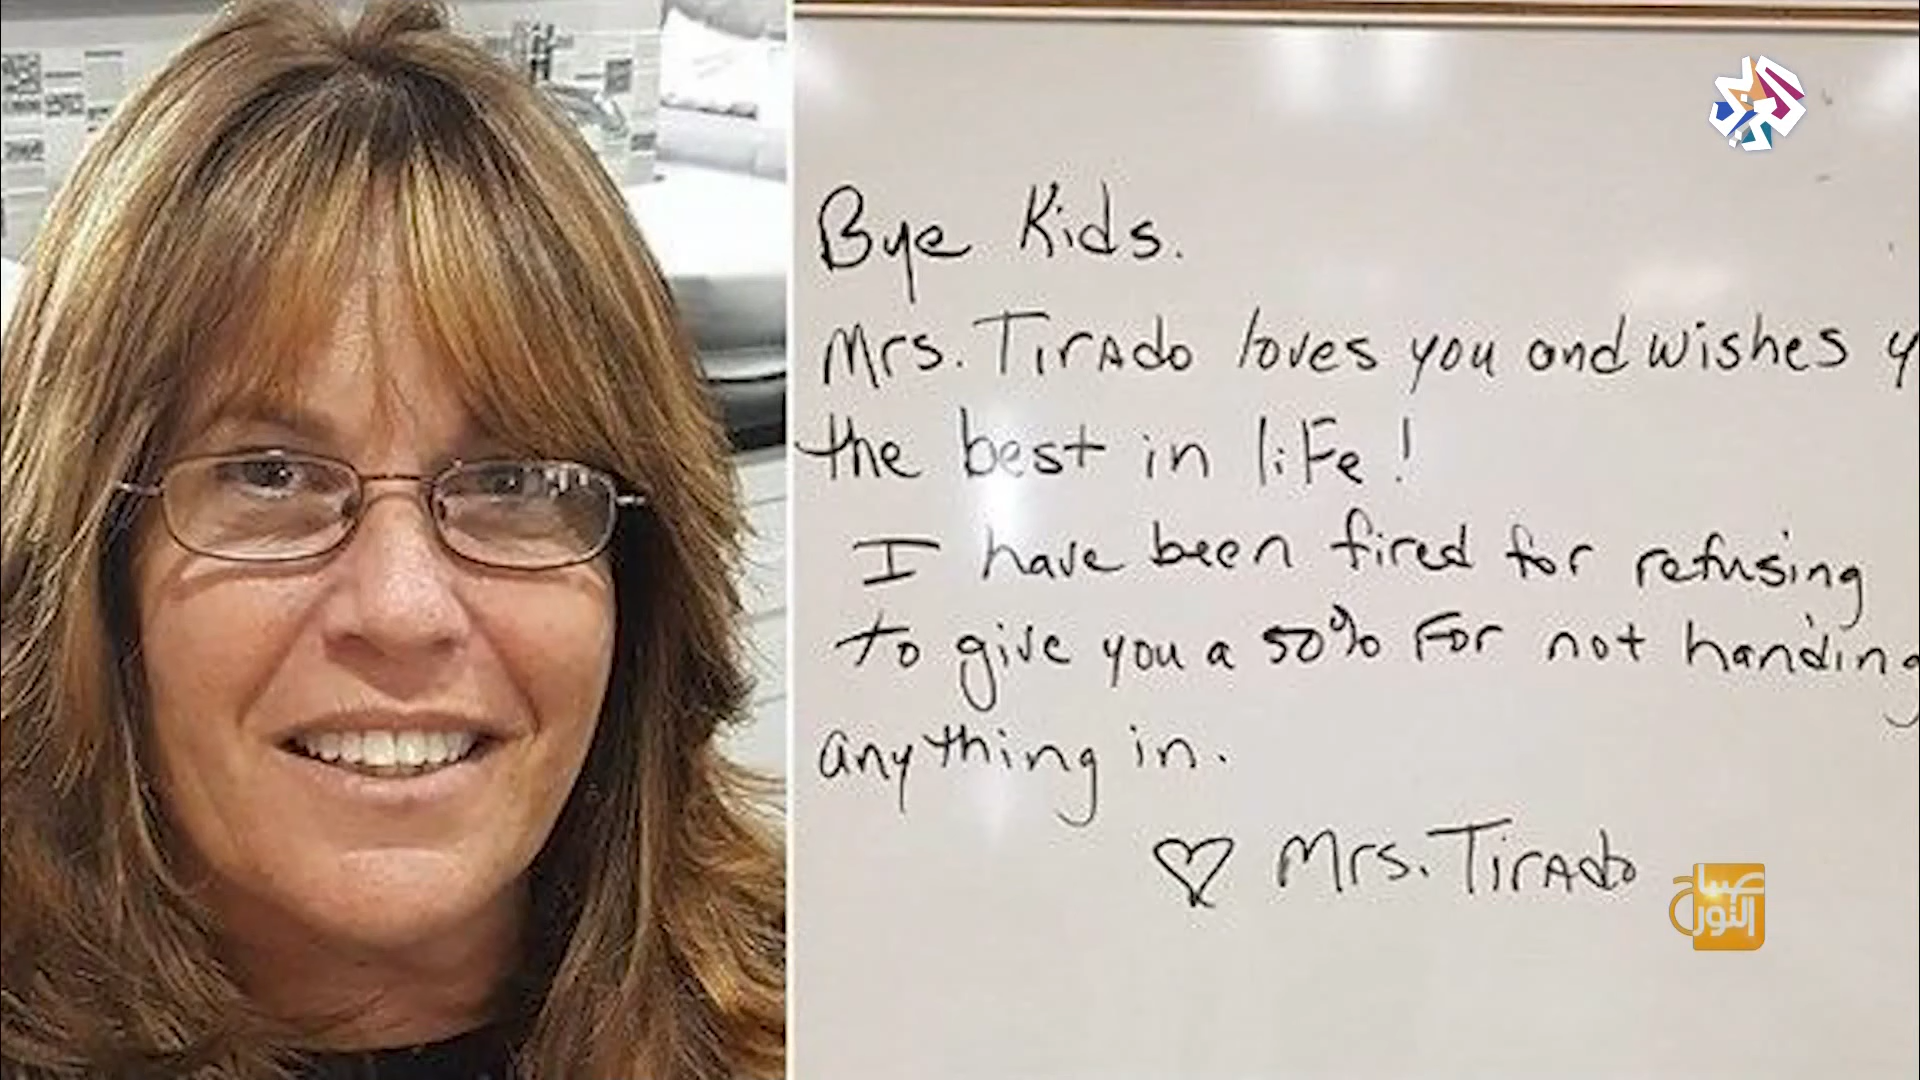 Bye Kids.
Mrs. Tirado loves you and wishes y
the best in life!
I have been fired for refusing
to give you a 50% for not handing
anything in.
♡ Mrs. Tirado
العربي
صباح
النور